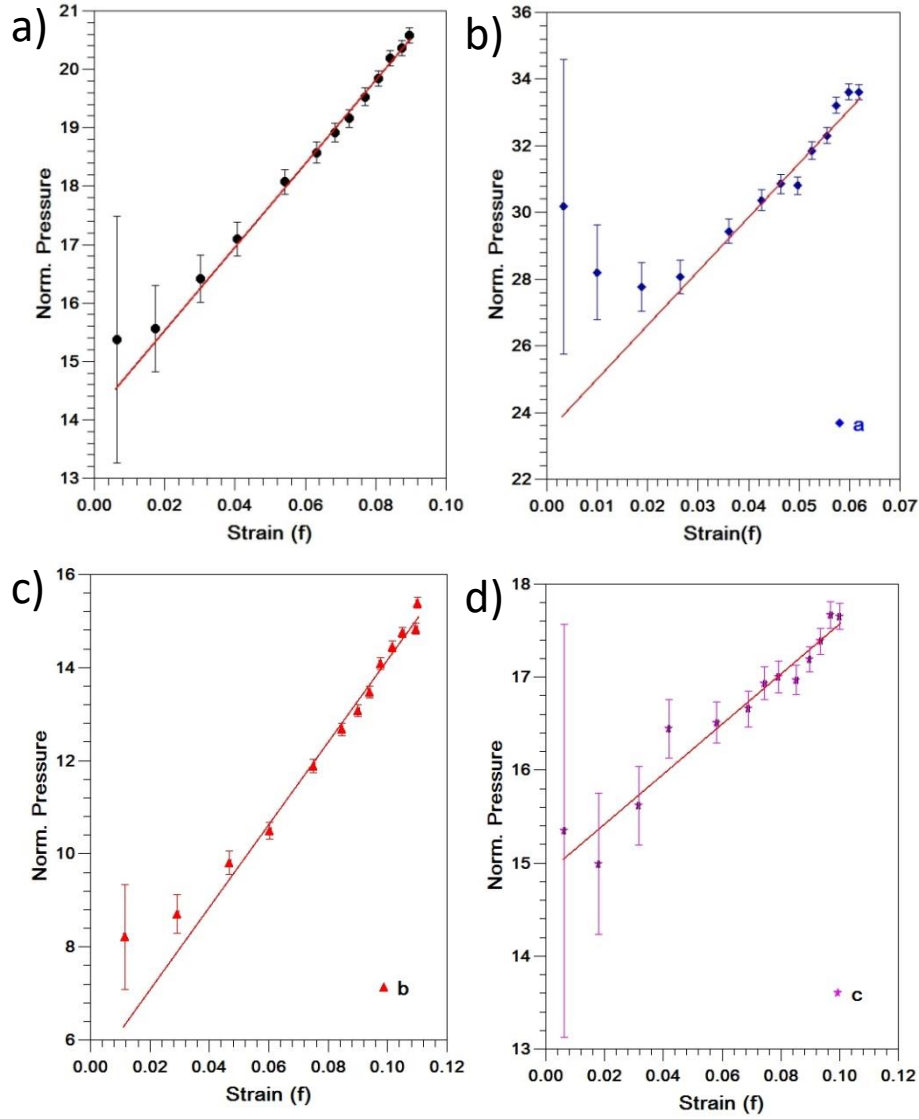 a)
21
20
19
18
17
16
15
14
13
Norm. Pressure
0.00 0.02 0.04 0.06 0.08 0.10
Strain (f)
b)
36
34
32
30
28
26
24
22
Norm. Pressure
a
0.00 0.01 0.02 0.03 0.04 0.05 0.06 0.07
Strain(f)
c)
16
14
12
10
8
6
Norm. Pressure
b
0.00 0.02 0.04 0.06 0.08 0.10 0.12
Strain (f)
d)
18
17
16
15
14
13
Norm. Pressure
c
0.00 0.02 0.04 0.06 0.08 0.10 0.12
Strain (f)